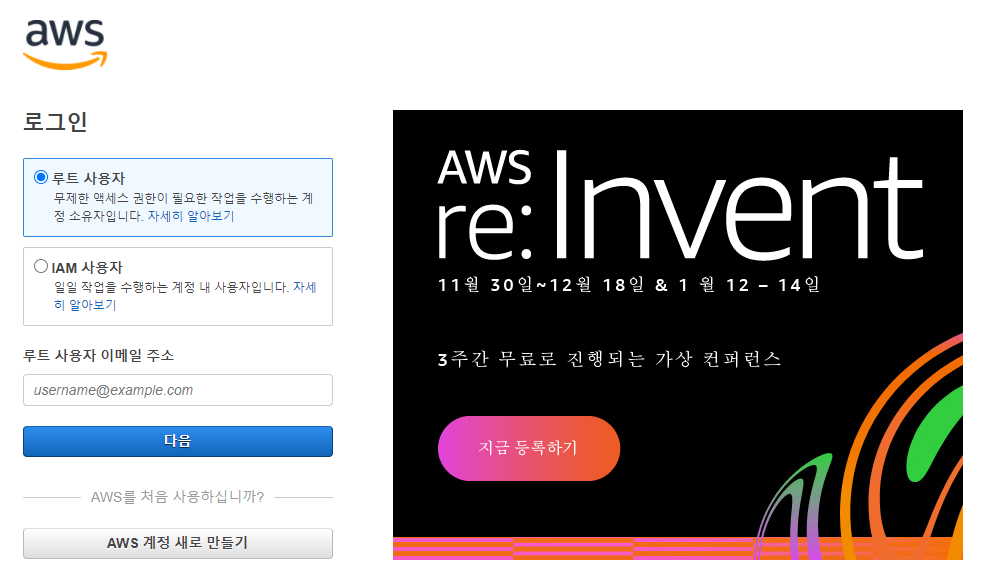 aws
로그인
루트 사용자
무제한 액세스 권한이 필요한 작업을 수행하는 계
정 소유자입니다. 자세히 알아보기
IAM 사용자
일일 작업을 수행하는 계정 내 사용자입니다. 자세
히 알아보기
루트 사용자 이메일 주소
username@example.com
다음
AWS를 처음 사용하십니까?
AWS 계정 새로 만들기
AWS
re:Invent
11월 30일~12월 18일 & 1 월 12 – 14일
3주간 무료로 진행되는 가상 컨퍼런스
지금 등록하기